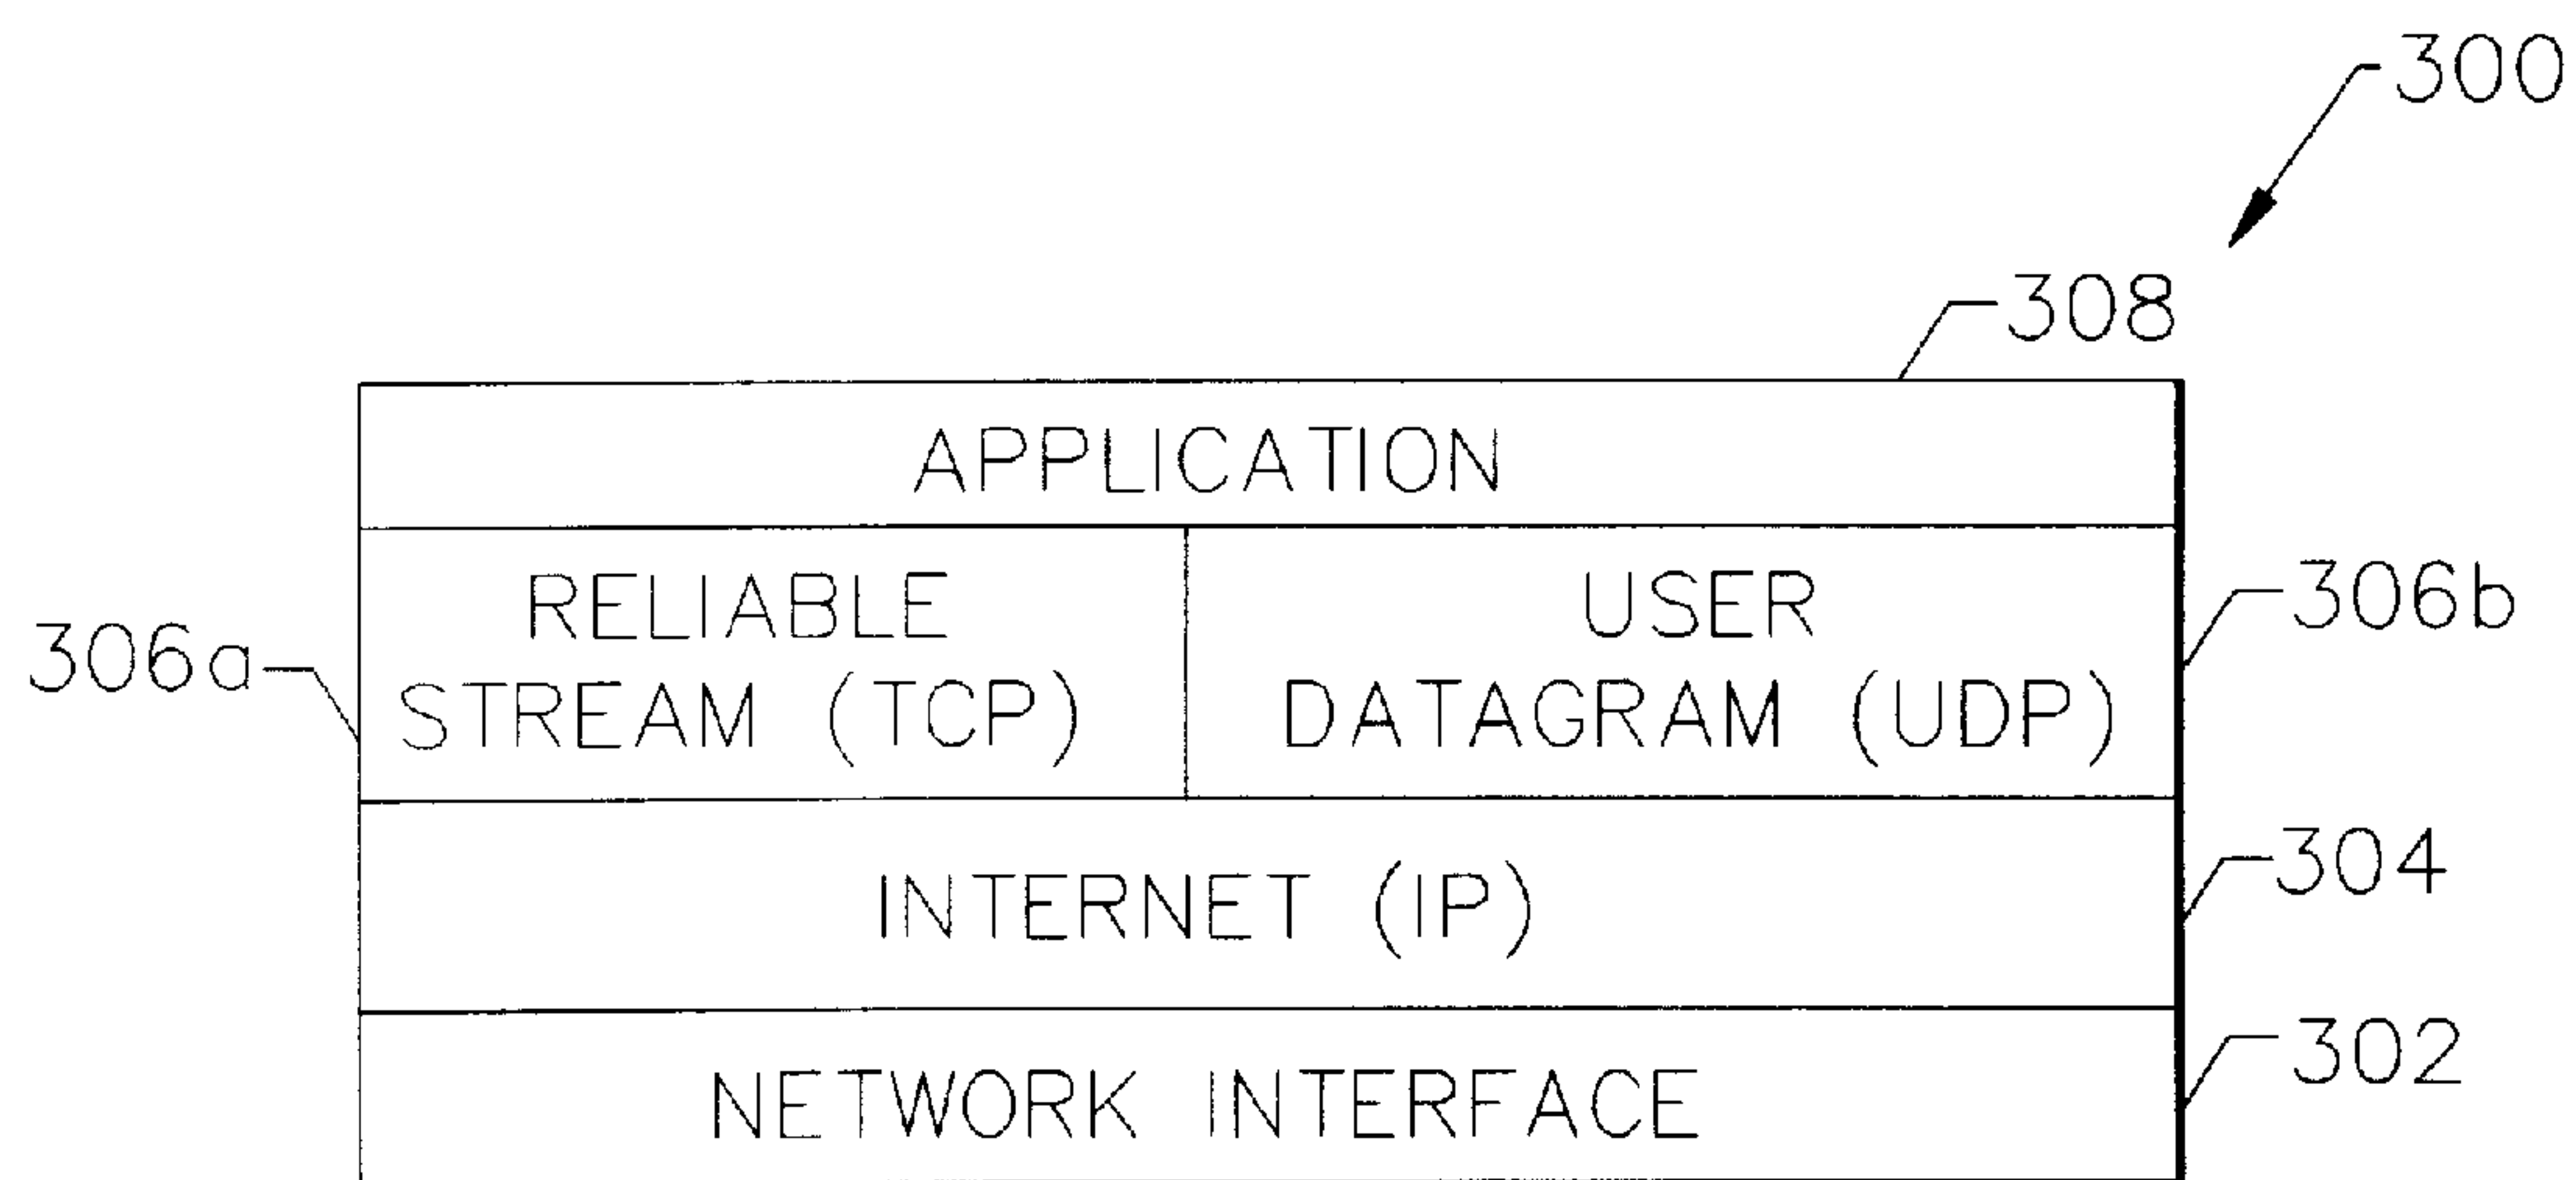 300
308
APPLICATION
RELIABLE
STREAM (TCP)
306a
USER
DATAGRAM (UDP)
306b
INTERNET (IP)
304
NETWORK INTERFACE
302